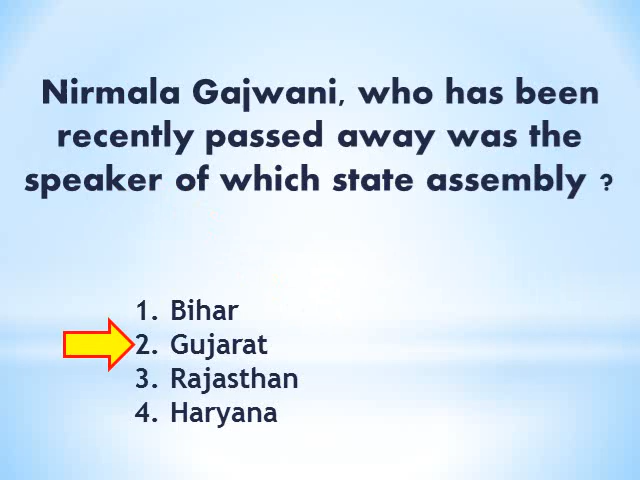 Nirmala Gajwani, who has been
recently passed away was the
speaker of which state assembly ?
1. Bihar
2. Gujarat
3. Rajasthan
4. Haryana